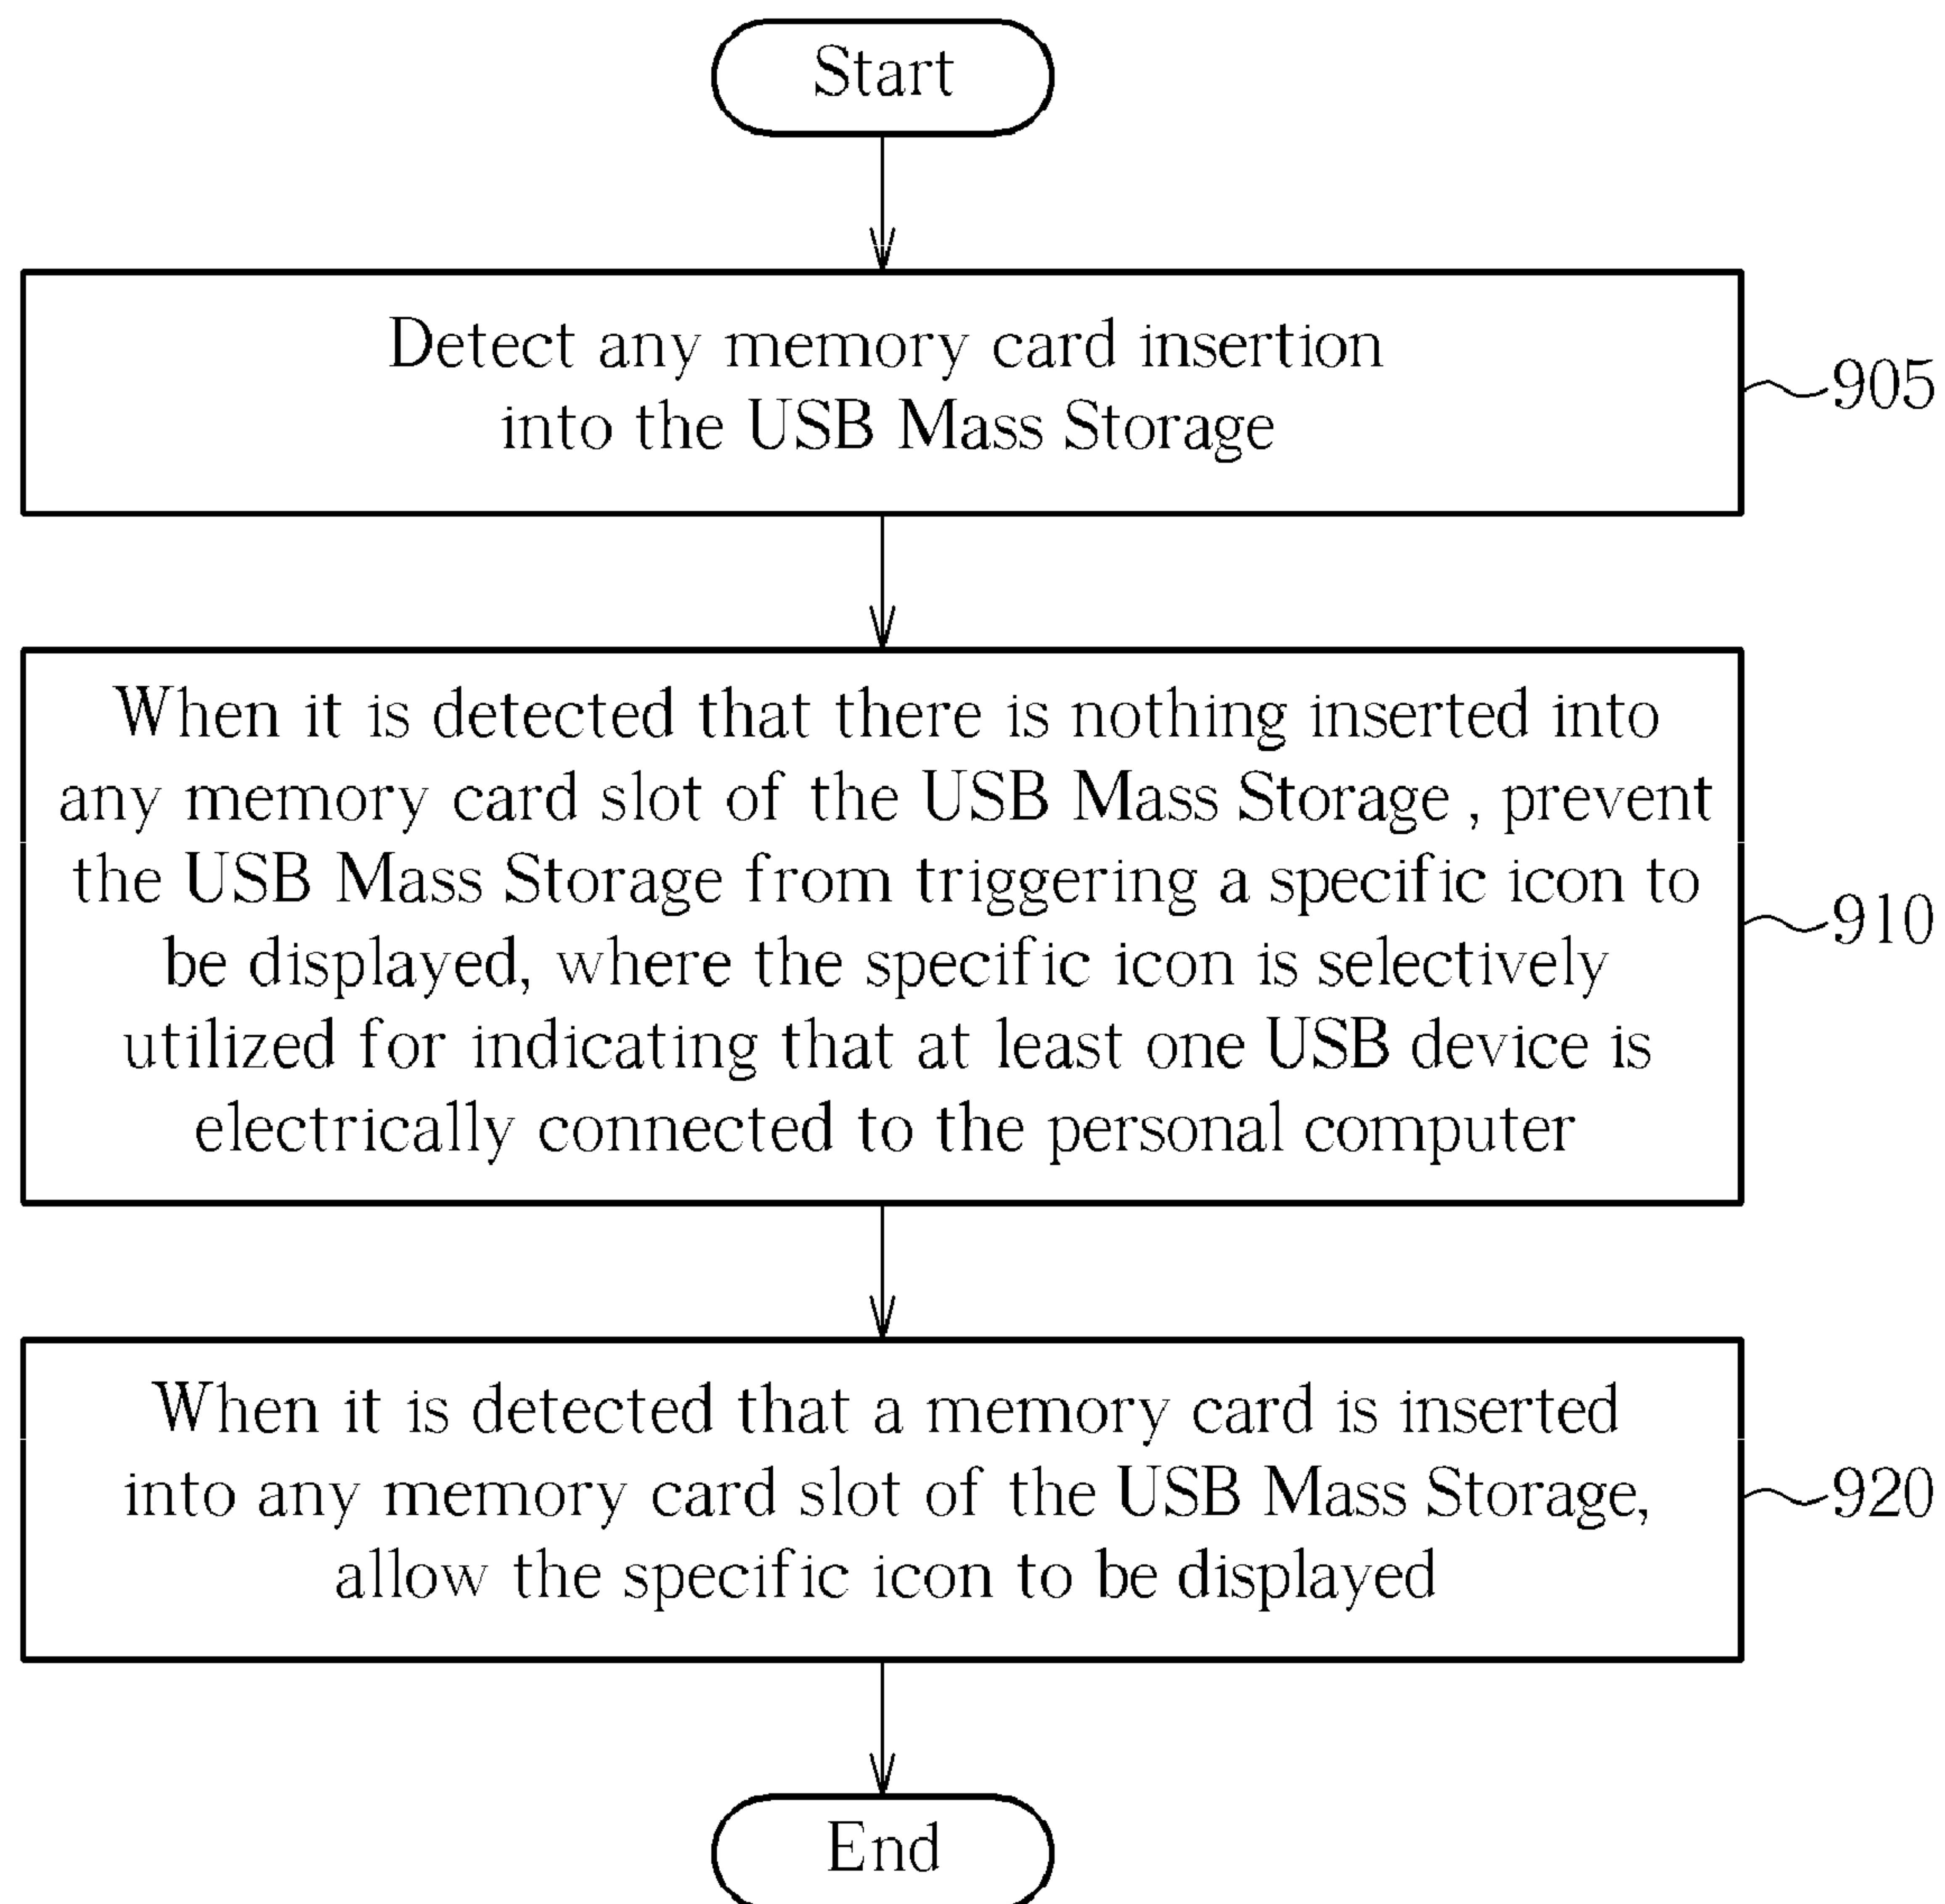 Start
Detect any memory card insertion
into the USB Mass Storage
905
When it is detected that there is nothing inserted into
any memory card slot of the USB Mass Storage , prevent
the USB Mass Storage from triggering a specific icon to
be displayed, where the specific icon is selectively
utilized for indicating that at least one USB device is
electrically connected to the personal computer
910
When it is detected that a memory card is inserted
into any memory card slot of the USB Mass Storage,
allow the specific icon to be displayed
920
End